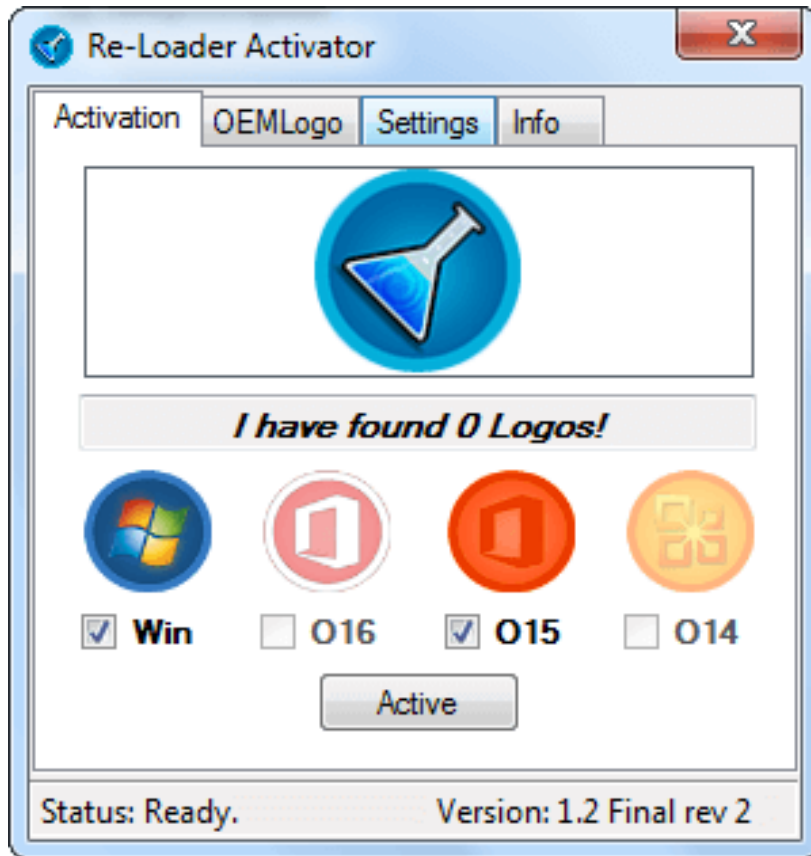 Re-Loader Activator
Activation OEMLogo Settings Info
I have found 0 Logos!
Win O16 O15 O14
Active
Status: Ready. Version: 1.2 Final rev 2